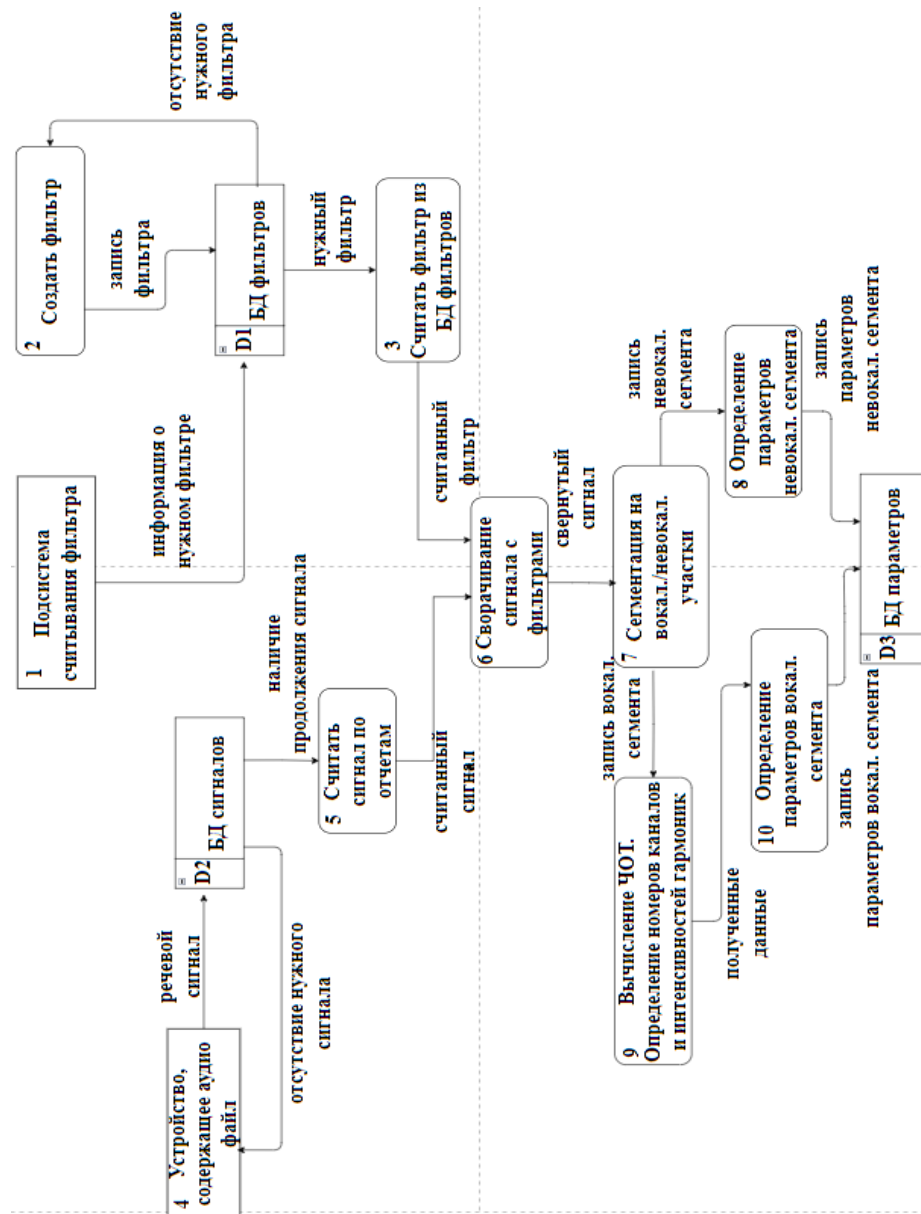 4 Устройство,
содержащее аудио
файл
речевой
сигнал
отсутствие нужного
сигнала
D2 БД сигналов
наличие
продолжения сигнала
5 Считать
сигнал по
отчетам
считанный
сигнал
1 Подсистема
считывания фильтра
информация о
нужном фильтре
2 Создать фильтр
запись
фильтра
отсутствие
нужного
фильтра
D1 БД фильтров
нужный
фильтр
3
Считать фильтр из
БД фильтров
считанный
фильтр
6 Сворачивание
сигнала с
фильтрами
свернутый
сигнал
7 Сегментация на
вокал./невокал.
участки
запись вокал.
сегмента
запись
невокал.
сегмента
9 Вычисление ЧОТ.
Определение номеров каналов
и интенсивностей гармоник
полученные
данные
10 Определение
параметров вокал.
сегмента
запись
параметров вокал. сегмента
8 Определение
параметров
невокал. сегмента
запись
параметров
невокал. сегмента
D3 БД параметров